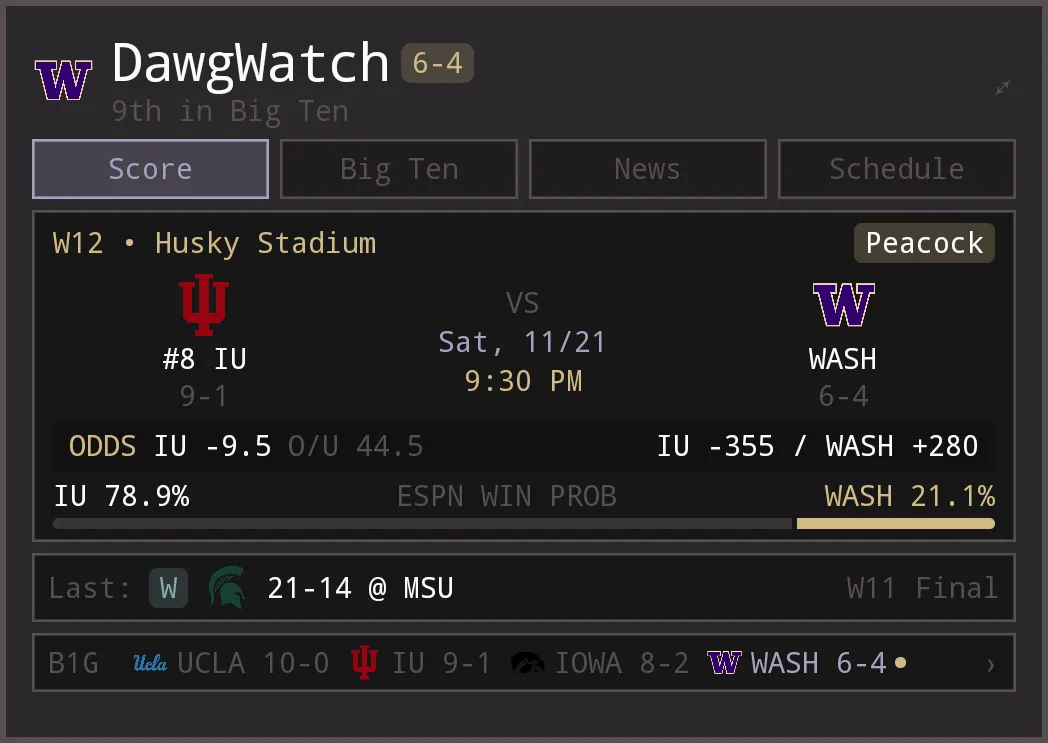 W DawgWatch 6-4
9th in Big Ten
Score Big Ten News Schedule
W12 • Husky Stadium Peacock
VS
Sat, 11/21
#8 IU WASH
9:30 PM
9-1 6-4
ODDS IU -9.5 O/U 44.5 IU -355 / WASH +280
IU 78.9% ESPN WIN PROB WASH 21.1%
Last: W 21-14 @ MSU W11 Final
B1G Ucla UCLA 10-0 IU 9-1 IOWA 8-2 W WASH 6-4 • ›